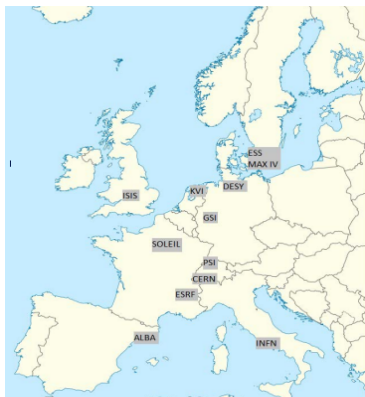 ESS
MAX IV
DESY
KVI
ISIS
GSI
SOLEIL
PSI
CERN
ESRF
ALBA
INFN